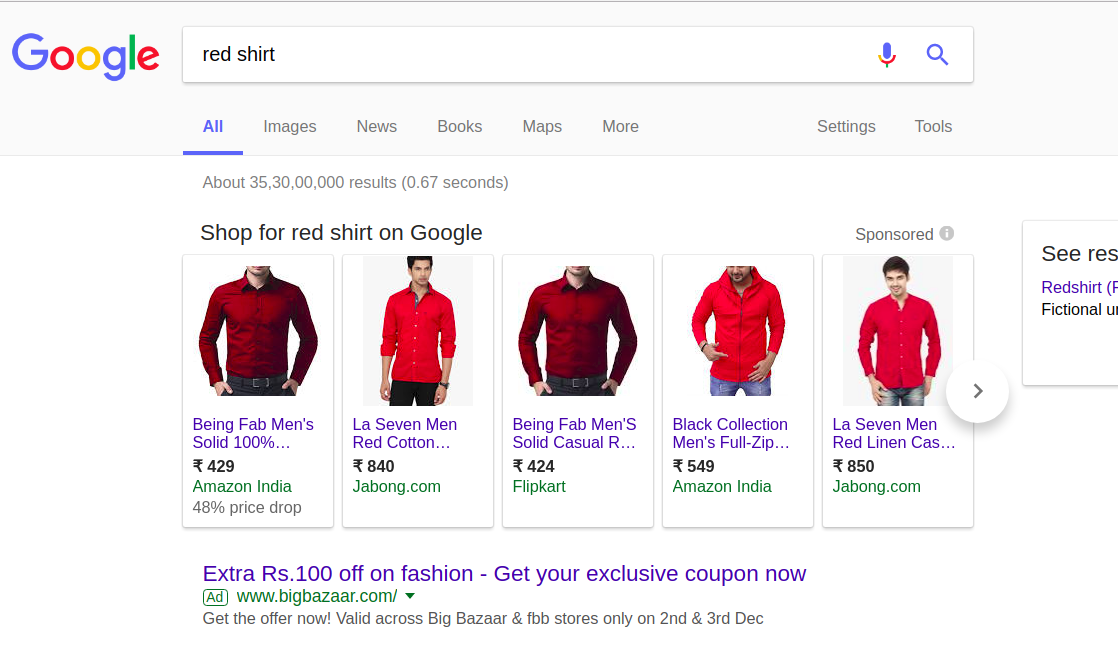 Google
red shirt
All Images News Books Maps More Settings Tools
About 35,30,00,000 results (0.67 seconds)
Shop for red shirt on Google
Sponsored
Being Fab Men's
Solid 100%…
₹ 429
Amazon India
48% price drop
La Seven Men
Red Cotton…
₹ 840
Jabong.com
Being Fab Men'S
Solid Casual R…
₹ 424
Flipkart
Black Collection
Men's Full-Zip…
₹ 549
Amazon India
La Seven Men
Red Linen Cas…
₹ 850
Jabong.com
See res
Redshirt (
Fictional
Extra Rs.100 off on fashion - Get your exclusive coupon now
Ad www.bigbazaar.com/
Get the offer now! Valid across Big Bazaar & fbb stores only on 2nd & 3rd Dec